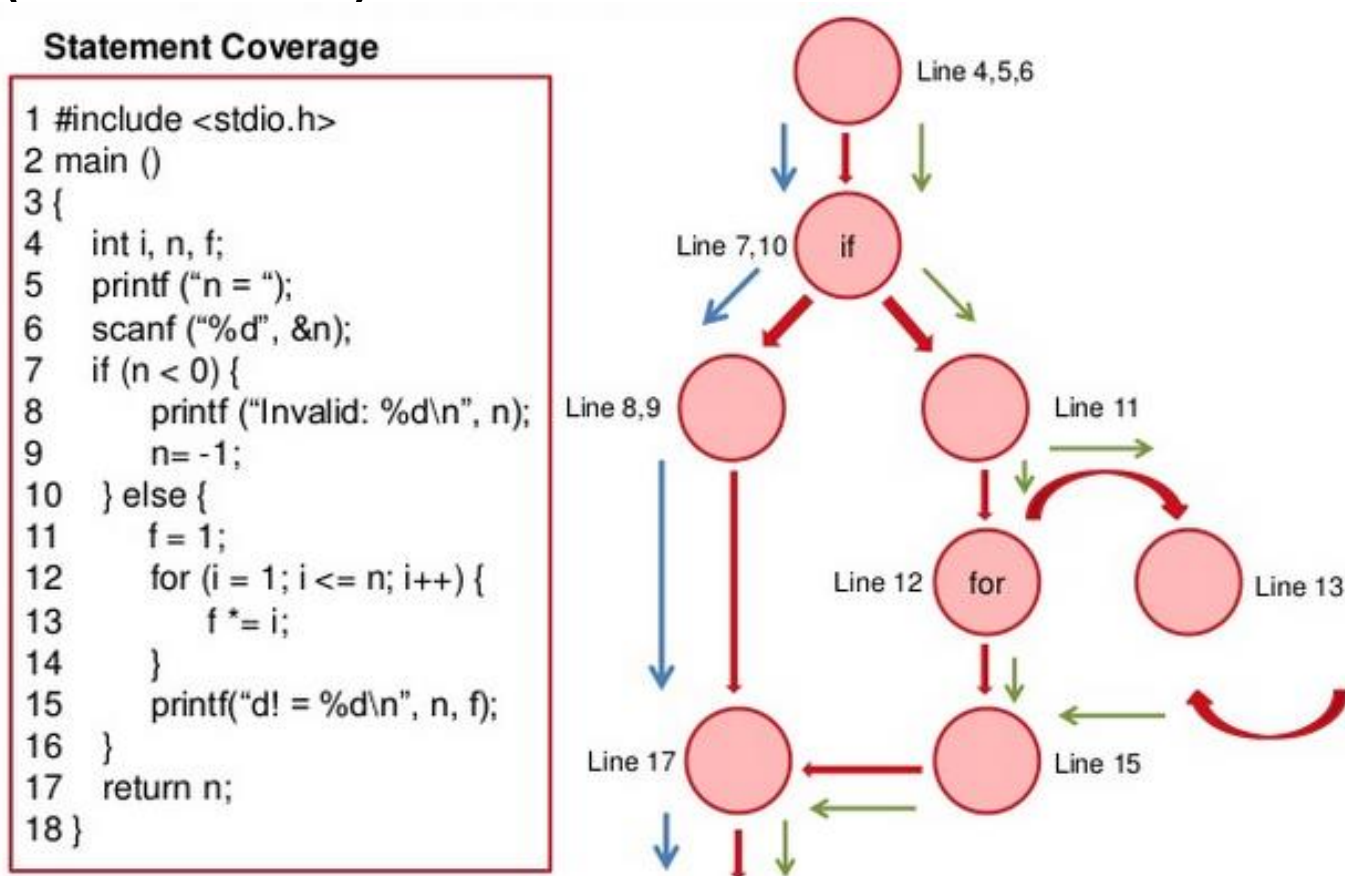 Statement Coverage
1 #include <stdio.h>
2 main ()
3 {
4 int i, n, f;
5 printf (“n = “);
6 scanf (“%d”, &n);
7 if (n < 0) {
8 printf (“Invalid: %d\n”, n);
9 n= -1;
10 } else {
11 f = 1;
12 for (i = 1; i <= n; i++) {
13 f *= i;
14 }
15 printf(“d! = %d\n”, n, f);
16 }
17 return n;
18 }
Line 4,5,6
Line 7,10
if
Line 8,9
Line 11
Line 12
for
Line 13
Line 17
Line 15